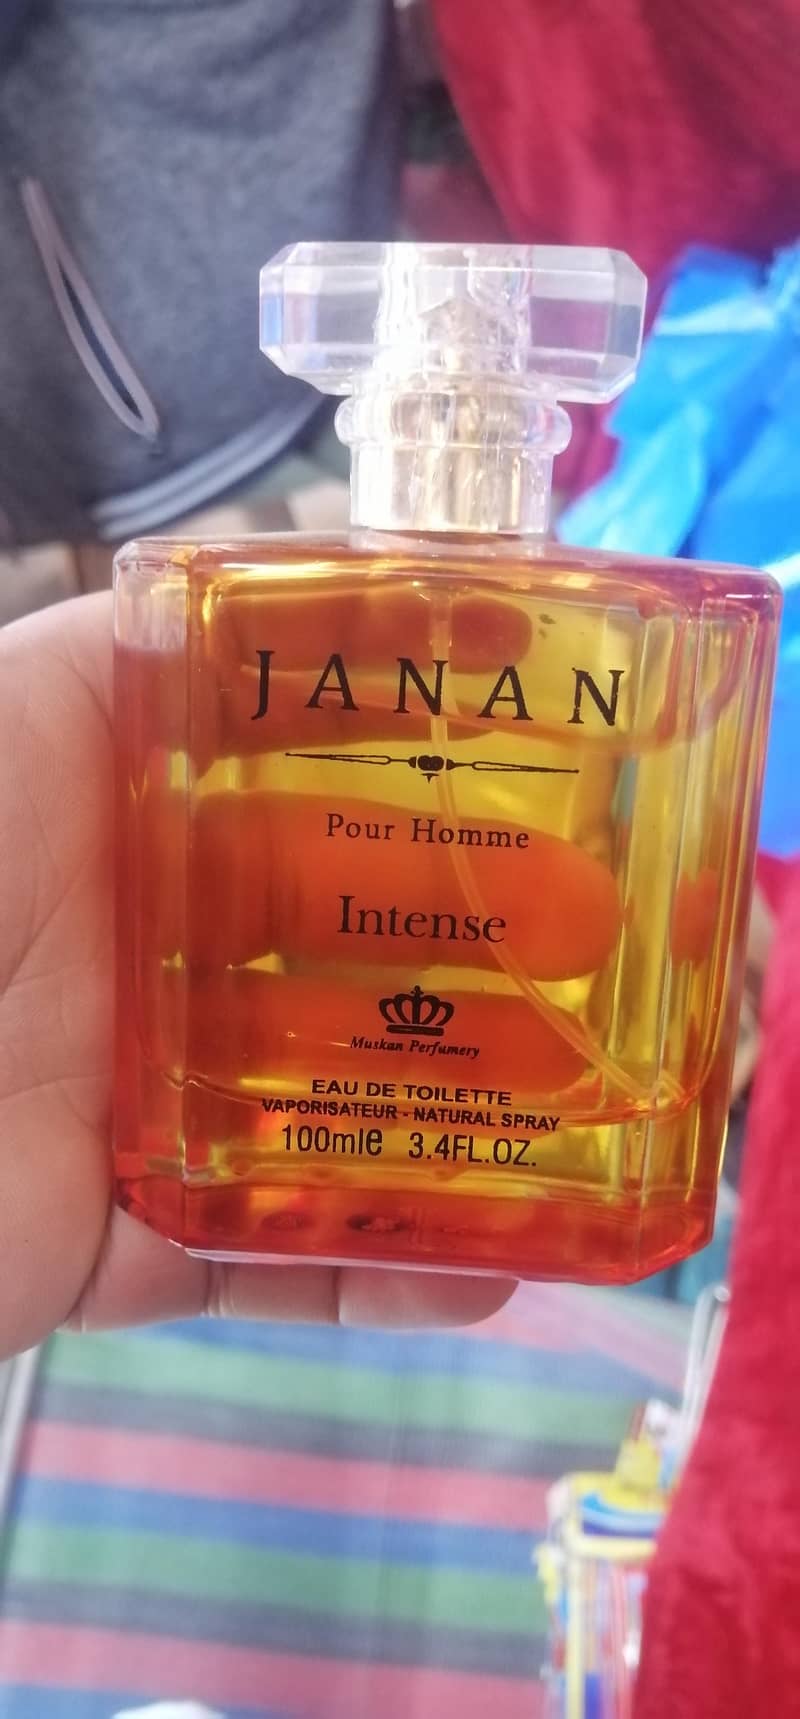 JANAN
Pour Homme
Intense
Muskan Perfumery
EAU DE TOILETTE
VAPORISATEUR - NATURAL SPRAY
100mle 3.4FL.OZ.